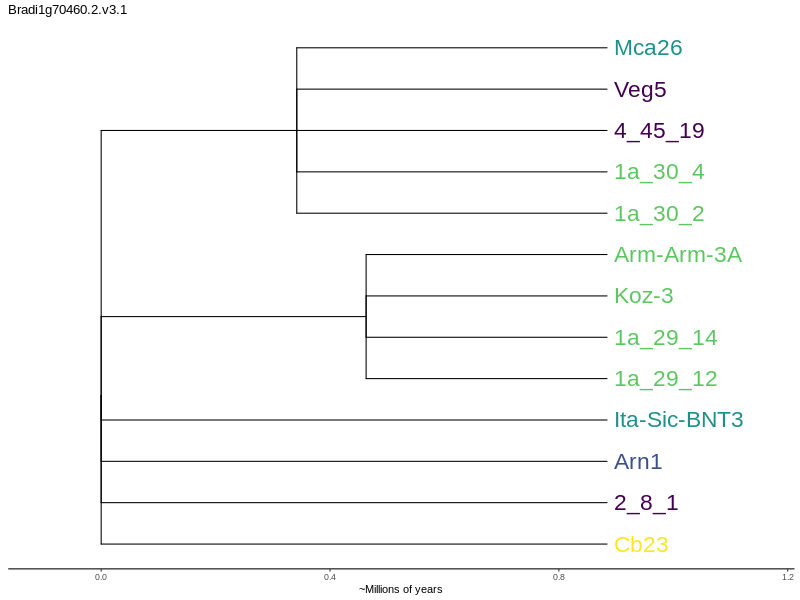 Bradi1g70460.2.v3.1
Mca26
Veg5
4_45_19
1a_30_4
1a_30_2
Arm-Arm-3A
Koz-3
1a_29_14
1a_29_12
Ita-Sic-BNT3
Arn1
2_8_1
Cb23
0.0 0.4 0.8 1.2
~Millions of years